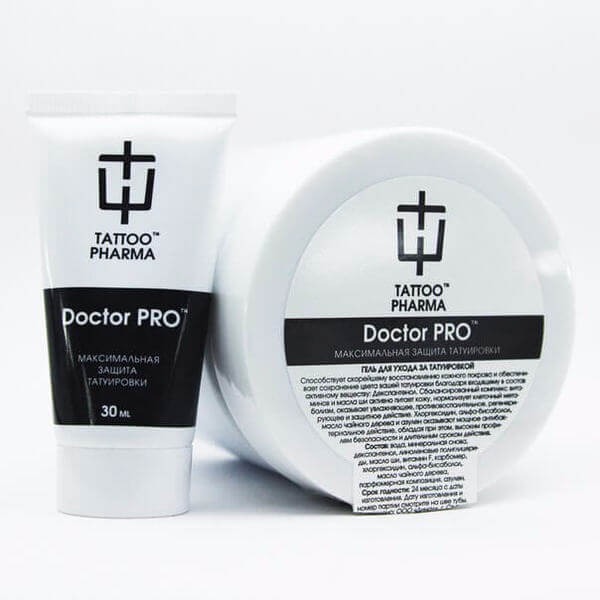 TATTOO™
PHARMA
Doctor PRO™
МАКСИМАЛЬНАЯ
ЗАЩИТА
ТАТУИРОВКИ
30 ML
TATTOO™
PHARMA
Doctor PRO™
МАКСИМАЛЬНАЯ ЗАЩИТА ТАТУИРОВКИ
ГЕЛЬ ДЛЯ УХОДА ЗА ТАТУИРОВКОЙ
Способствует скорейшему восстановлению кожного покрова и обеспечи-
вает сохранение цвета вашей татуировки благодаря входящему в состав
активному веществу: Декспантенол. Сбалансированный комплекс вита-
минов и масла ши активно питает кожу, нормализует клеточный мета-
болизм, оказывает увлажняющее, противовоспалительное, регенери-
рующее и защитное действие. Хлоргексидин, альфа-бисаболол,
масло чайного дерева и азулен оказывают мощное антибак-
териальное действие, обладая при этом, высоким профи-
лем безопасности и длительным сроком действия.
Состав: вода, минеральная основа,
декспантенол, линоленовые полиглицери-
ды, масло ши, витамин F, карбомер,
хлоргексидин, альфа-бисаболол,
масло чайного дерева,
парфюмерная композиция, азулен.
Срок годности: 24 месяца с даты
изготовления. Дату изготовления и
номер партии смотрите на шве тубы.